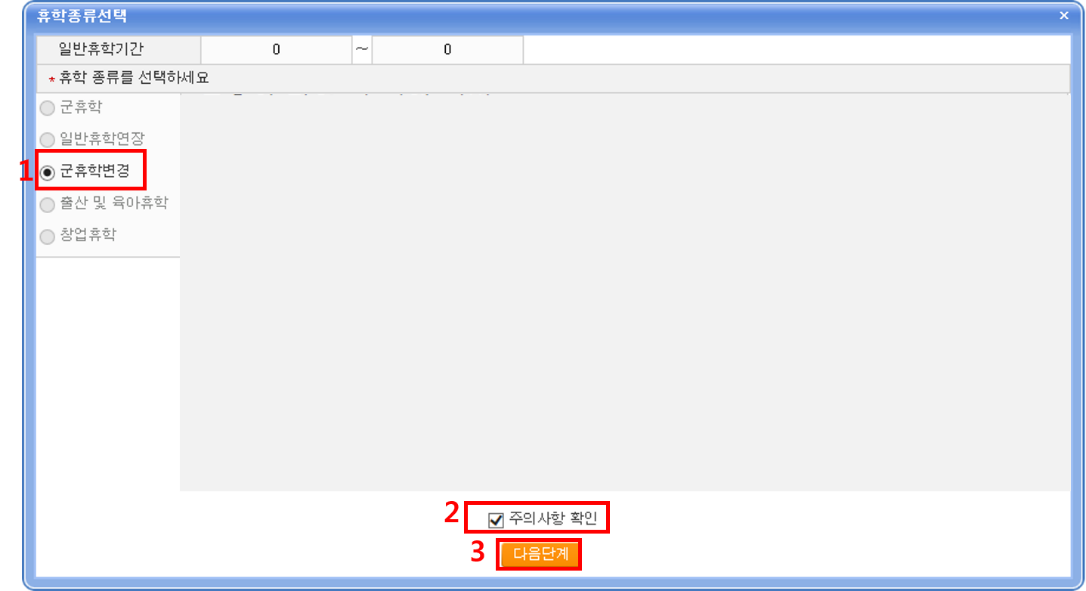 휴학종류선택 ×
일반휴학기간 0 ~ 0
* 휴학 종류를 선택하세요
군휴학
일반휴학연장
1 군휴학변경
출산 및 육아휴학
창업휴학
2 주의사항 확인
3 다음단계